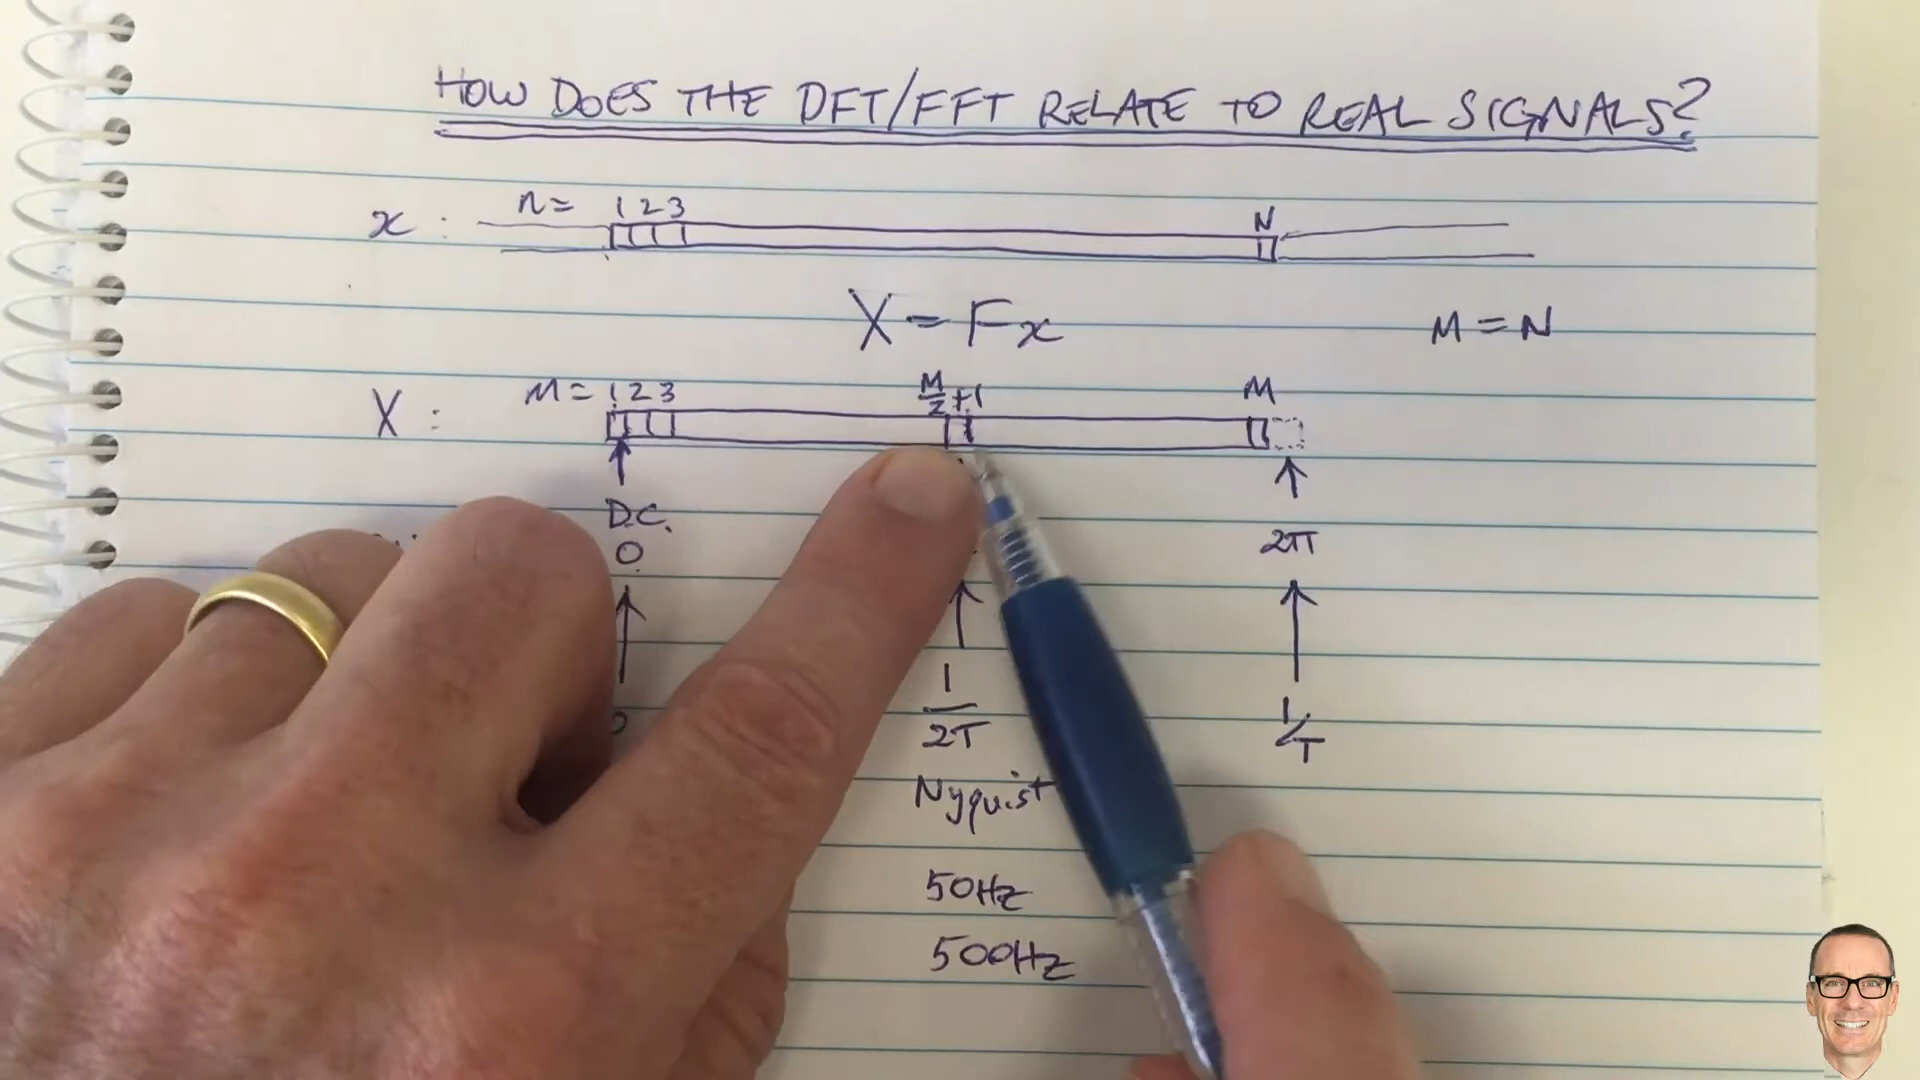 HOW DOES THE DFT/FFT RELATE TO REAL SIGNALS?
x : n = 1 2 3 N
X = Fx M = N
X : M = 1 2 3 M/2 + 1 M
D.C.
0 2π
0 1/2T 1/T
Nyquist
50Hz
500Hz